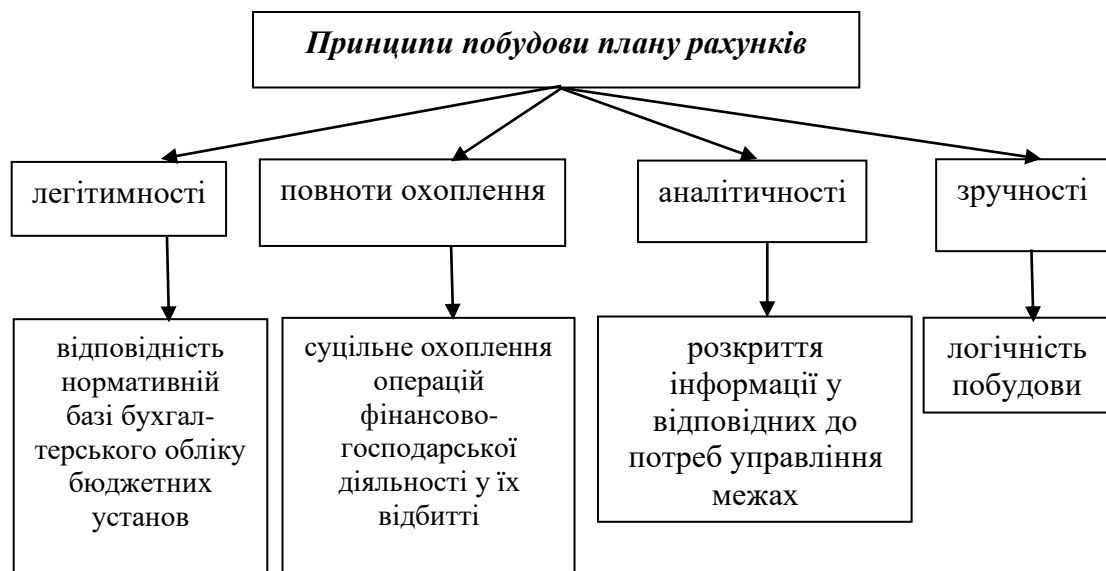 Принципи побудови плану рахунків
легітимності
повноти охоплення
аналітичності
зручності
відповідність
нормативній
базі бухгал-
терського обліку
бюджетних
установ
суцільне охоплення
операцій
фінансово-
господарської
діяльності у їх
відбитті
розкриття
інформації у
відповідних до
потреб управління
межах
логічність
побудови